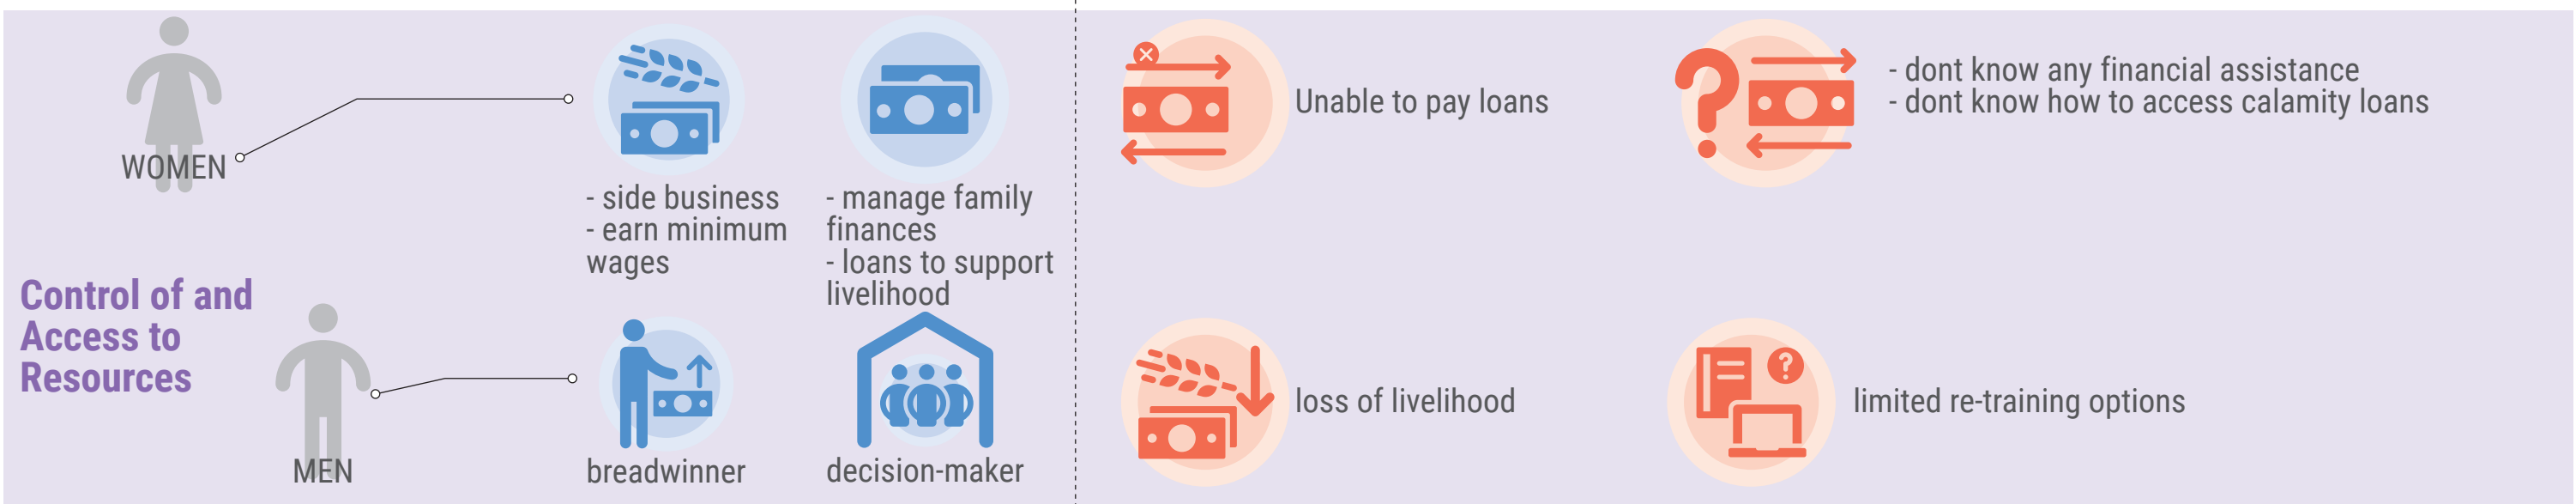 WOMEN
- side business
- earn minimum
wages
- manage family
finances
- loans to support
livelihood
Unable to pay loans
- dont know any financial assistance
- dont know how to access calamity loans
Control of and
Access to
Resources
MEN
breadwinner
decision-maker
loss of livelihood
limited re-training options